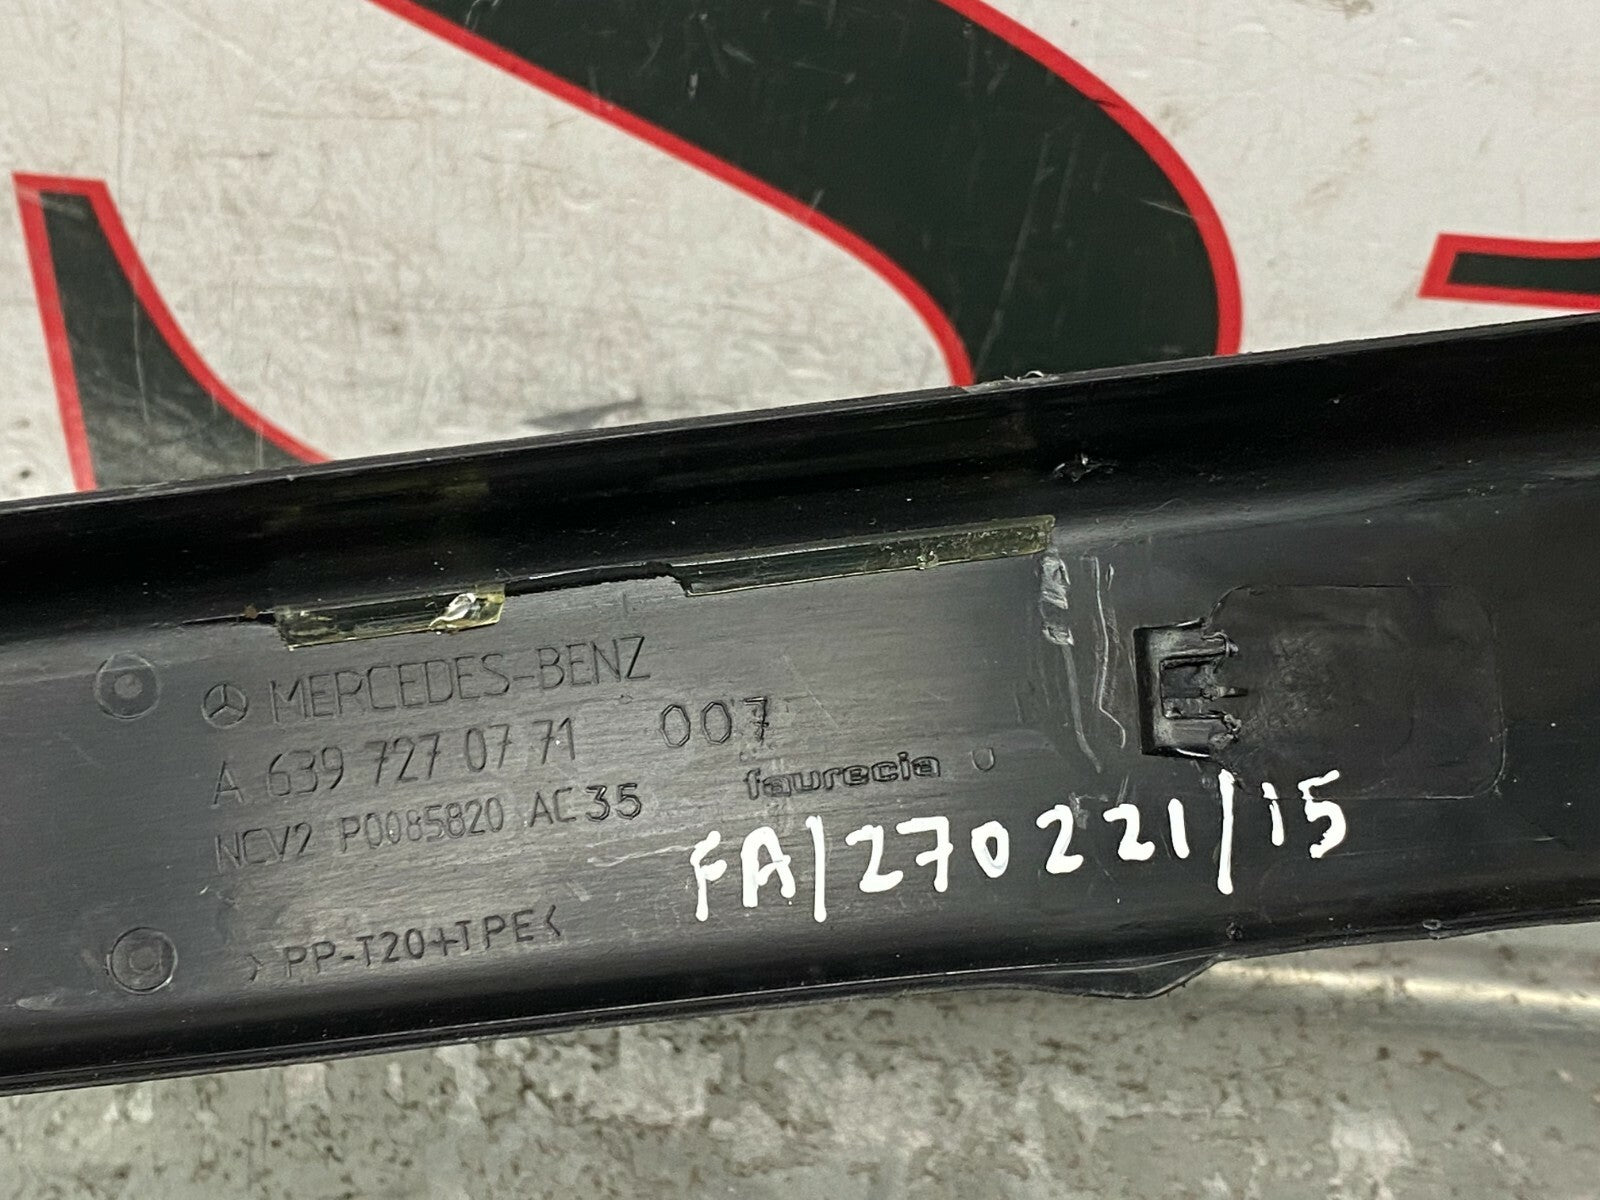 MERCEDES-BENZ
A 639 727 07 71 007
NCV2 P0085820 AC35 faurecia
FA/270221/15
>PP-T20+TPE<